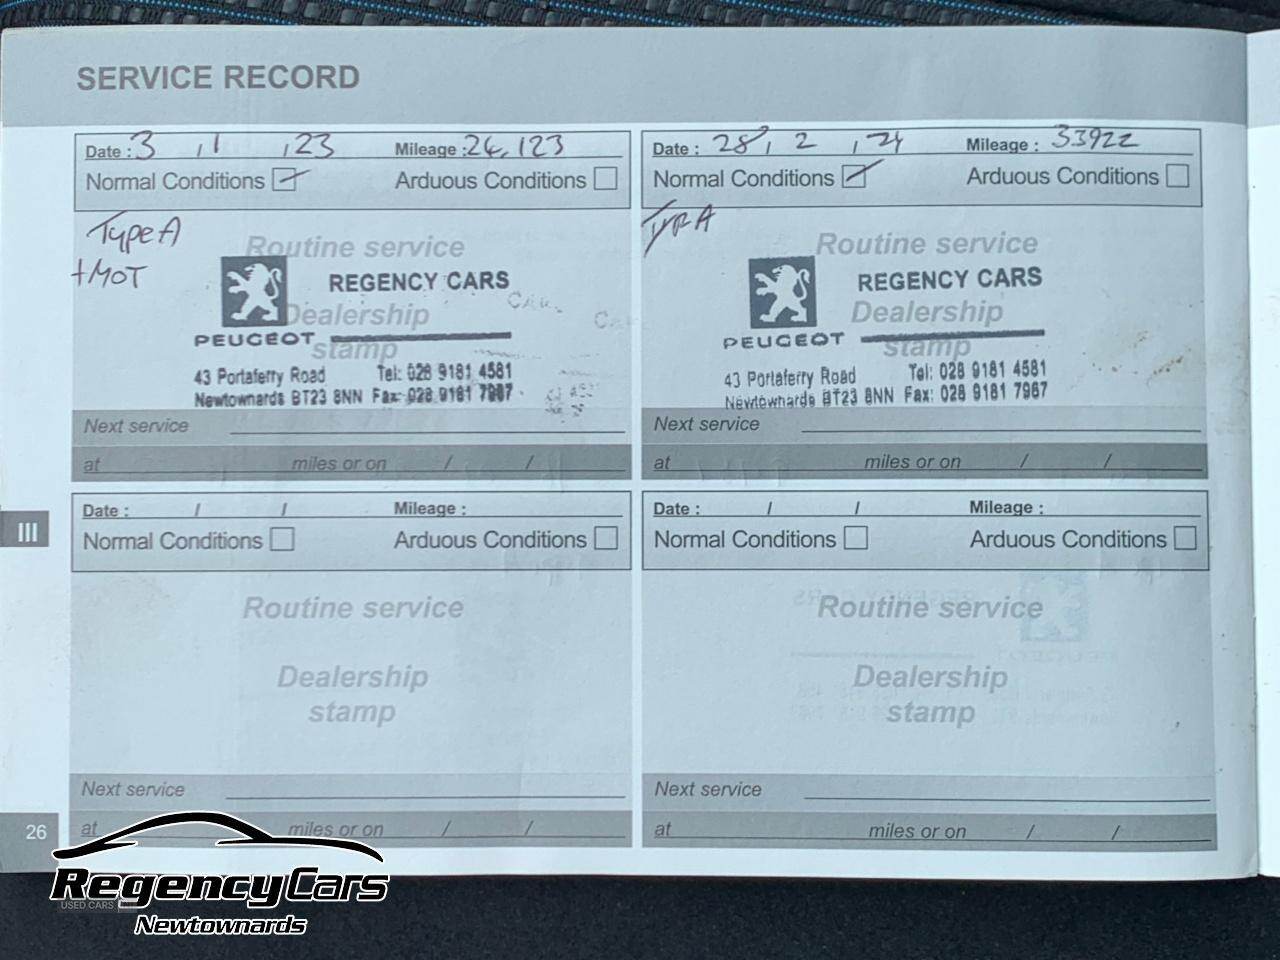 SERVICE RECORD
Date : 3 / 1 / 23 Mileage : 24,123
Normal Conditions Arduous Conditions
Type A
+ MOT
Routine service
REGENCY CARS
Dealership
PEUGEOT
stamp
43 Portaferry Road Tel: 028 9181 4581
Newtownards BT23 8NN Fax: 028 9181 7967
Next service
at miles or on / /
Date : 28 / 2 / 24 Mileage : 33922
Normal Conditions Arduous Conditions
Type A
Routine service
REGENCY CARS
Dealership
PEUGEOT
stamp
43 Portaferry Road Tel: 028 9181 4581
Newtownards BT23 8NN Fax: 028 9181 7967
Next service
at miles or on / /
III
Date : / / Mileage :
Normal Conditions Arduous Conditions
Routine service
Dealership
stamp
Next service
at miles or on / /
Date : / / Mileage :
Normal Conditions Arduous Conditions
Routine service
Dealership
stamp
Next service
at miles or on / /
26
Regency Cars
USED CARS
Newtownards